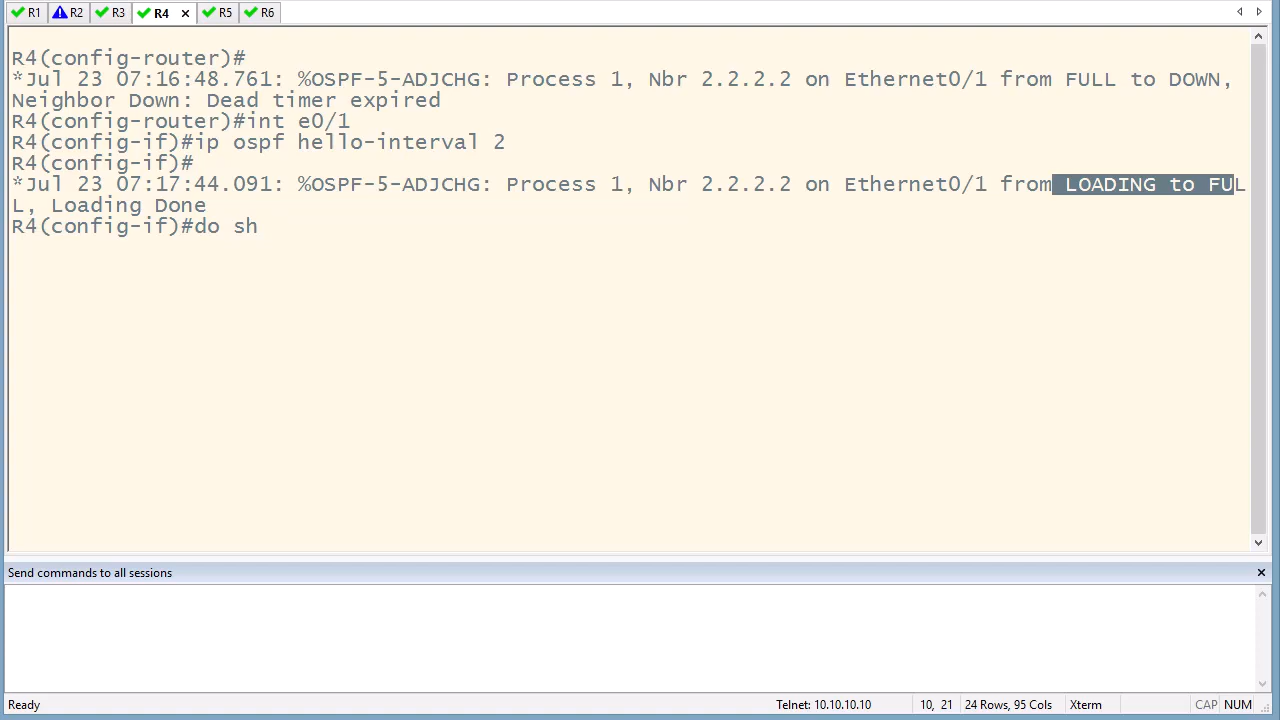 R1 R2 R3 R4 × R5 R6
R4(config-router)#
*Jul 23 07:16:48.761: %OSPF-5-ADJCHG: Process 1, Nbr 2.2.2.2 on Ethernet0/1 from FULL to DOWN,
Neighbor Down: Dead timer expired
R4(config-router)#int e0/1
R4(config-if)#ip ospf hello-interval 2
R4(config-if)#
*Jul 23 07:17:44.091: %OSPF-5-ADJCHG: Process 1, Nbr 2.2.2.2 on Ethernet0/1 from LOADING to FUL
L, Loading Done
R4(config-if)#do sh
Send commands to all sessions ×
Ready Telnet: 10.10.10.10 10, 21 24 Rows, 95 Cols Xterm CAP NUM